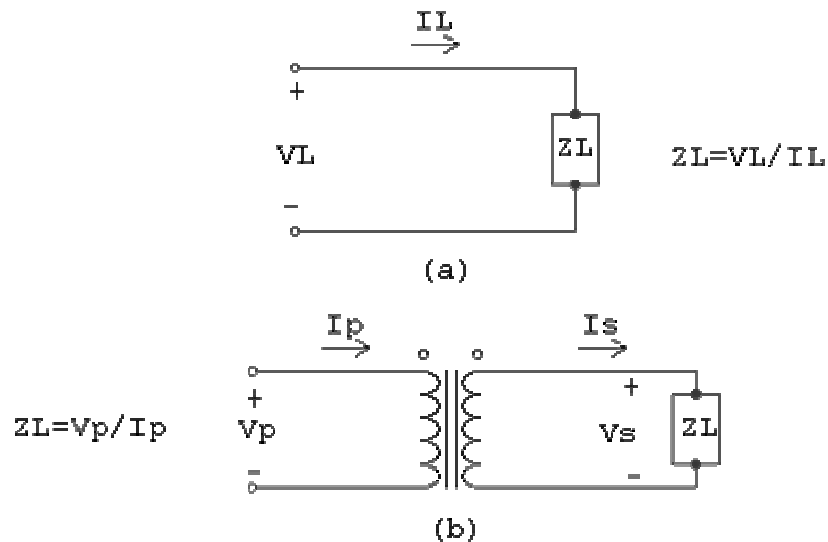 IL
+
VL
ZL
ZL=VL/IL
-
(a)
Ip
Is
+
+
ZL=Vp/Ip
Vp
Vs
ZL
-
-
(b)